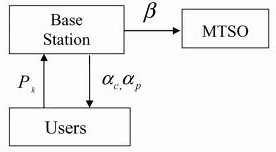 β
Base
Station
MTSO
P_k
α_c, α_p
Users